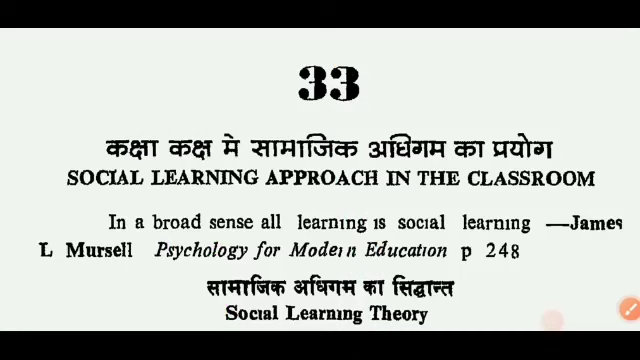 33
कक्षा कक्ष मे सामाजिक अधिगम का प्रयोग
SOCIAL LEARNING APPROACH IN THE CLASSROOM
In a broad sense all learning is social learning —James
L Mursell Psychology for Modern Education p 248
सामाजिक अधिगम का सिद्धान्त
Social Learning Theory